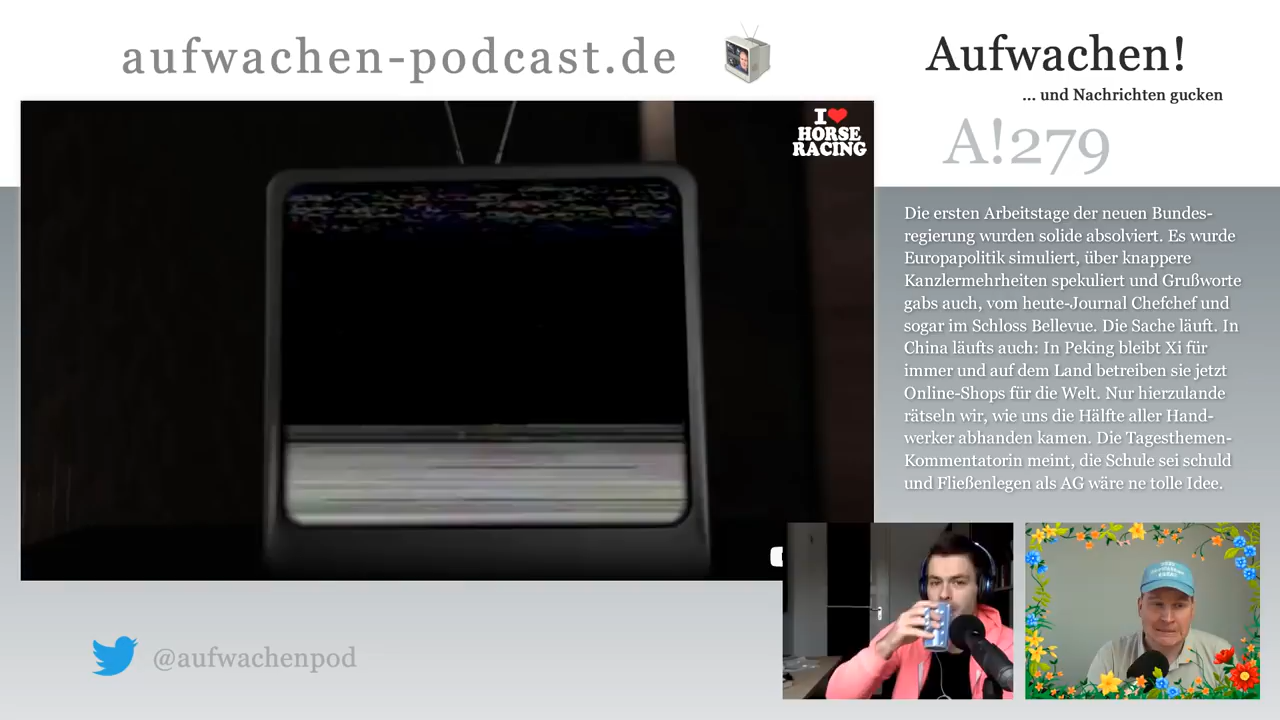 aufwachen-podcast.de
Aufwachen!
... und Nachrichten gucken
A!279
I
HORSE
RACING
Die ersten Arbeitstage der neuen Bundes-
regierung wurden solide absolviert. Es wurde
Europapolitik simuliert, über knappere
Kanzlermehrheiten spekuliert und Grußworte
gabs auch, vom heute-Journal Chefchef und
sogar im Schloss Bellevue. Die Sache läuft. In
China läufts auch: In Peking bleibt Xi für
immer und auf dem Land betreiben sie jetzt
Online-Shops für die Welt. Nur hierzulande
rätseln wir, wie uns die Hälfte aller Hand-
werker abhanden kamen. Die Tagesthemen-
Kommentatorin meint, die Schule sei schuld
und Fließenlegen als AG wäre ne tolle Idee.
@aufwachenpod